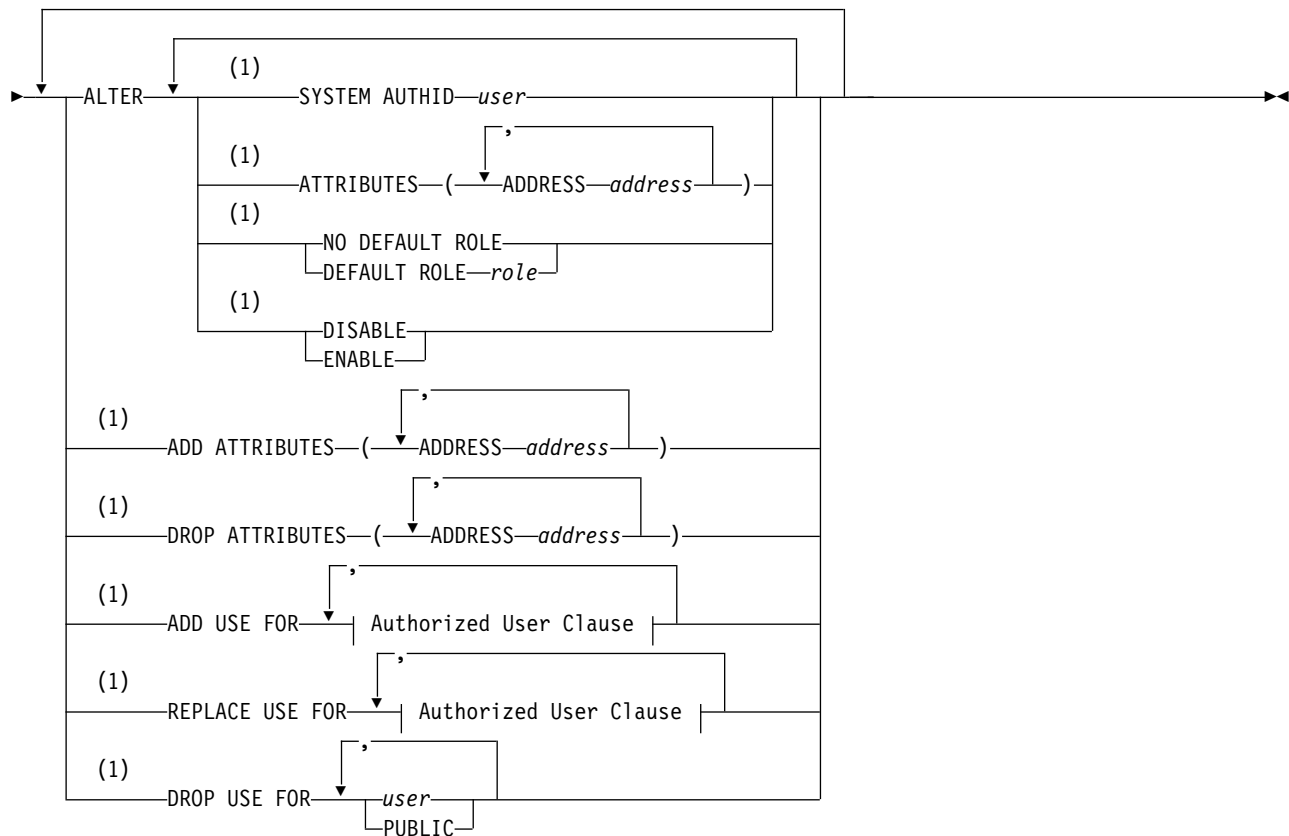 (1)
ALTER SYSTEM AUTHID user
,
(1)
ATTRIBUTES ( ADDRESS address )
(1)
NO DEFAULT ROLE
DEFAULT ROLE role
(1)
DISABLE
ENABLE
,
(1)
ADD ATTRIBUTES ( ADDRESS address )
,
(1)
DROP ATTRIBUTES ( ADDRESS address )
,
(1)
ADD USE FOR Authorized User Clause
,
(1)
REPLACE USE FOR Authorized User Clause
,
(1)
DROP USE FOR user
PUBLIC